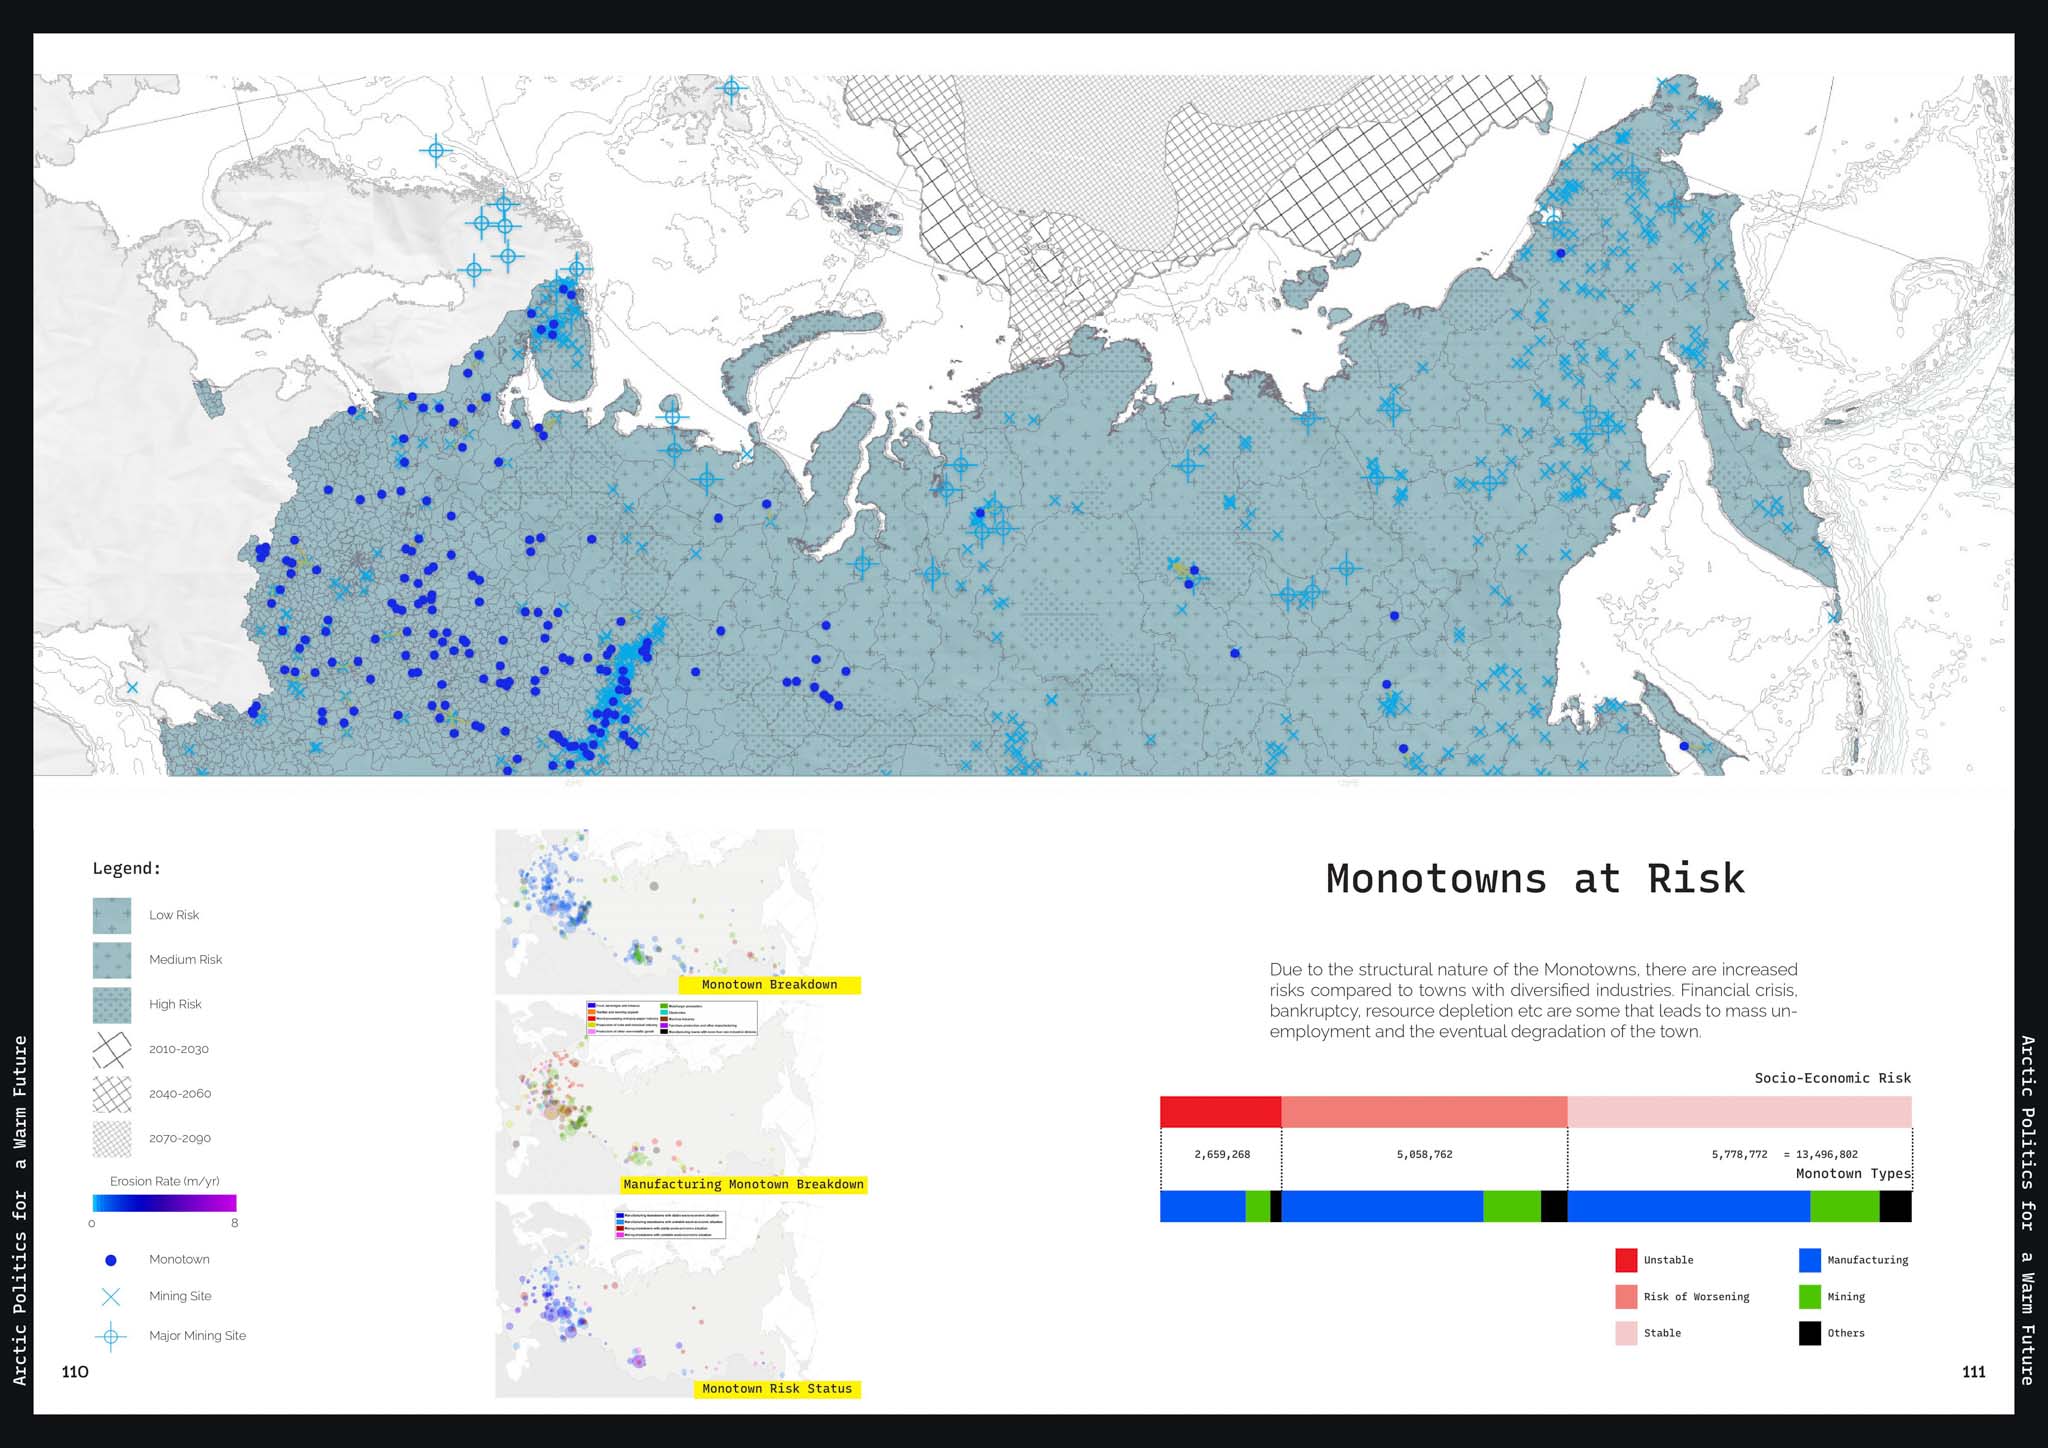 Arctic Politics for a Warm Future
Legend:
Low Risk
Medium Risk
High Risk
2010-2030
2040-2060
2070-2090
Erosion Rate (m/yr)
0 8
Monotown
Mining Site
Major Mining Site
110
Monotown Breakdown
Manufacturing Monotown Breakdown
Monotown Risk Status
Monotowns at Risk
Due to the structural nature of the Monotowns, there are increased
risks compared to towns with diversified industries. Financial crisis,
bankruptcy, resource depletion etc are some that leads to mass un-
employment and the eventual degradation of the town.
Socio-Economic Risk
2,659,268 5,058,762 5,778,772 = 13,496,802
Monotown Types
Unstable Manufacturing
Risk of Worsening Mining
Stable Others
111
Arctic Politics for a Warm Future